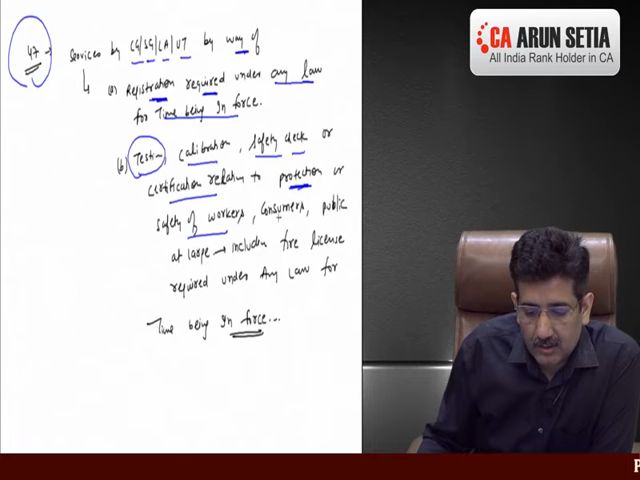 CA ARUN SETIA
All India Rank Holder in CA
47 → Services by CG/SG/LA/UT by way of
(a) Registration required under any law
for Time being In force.
(b) Testing, calibration, safety check or
certification relating to protection or
safety of workers, consumers, public
at large → includin fire license
required under Any Law for
Time being In force...
P